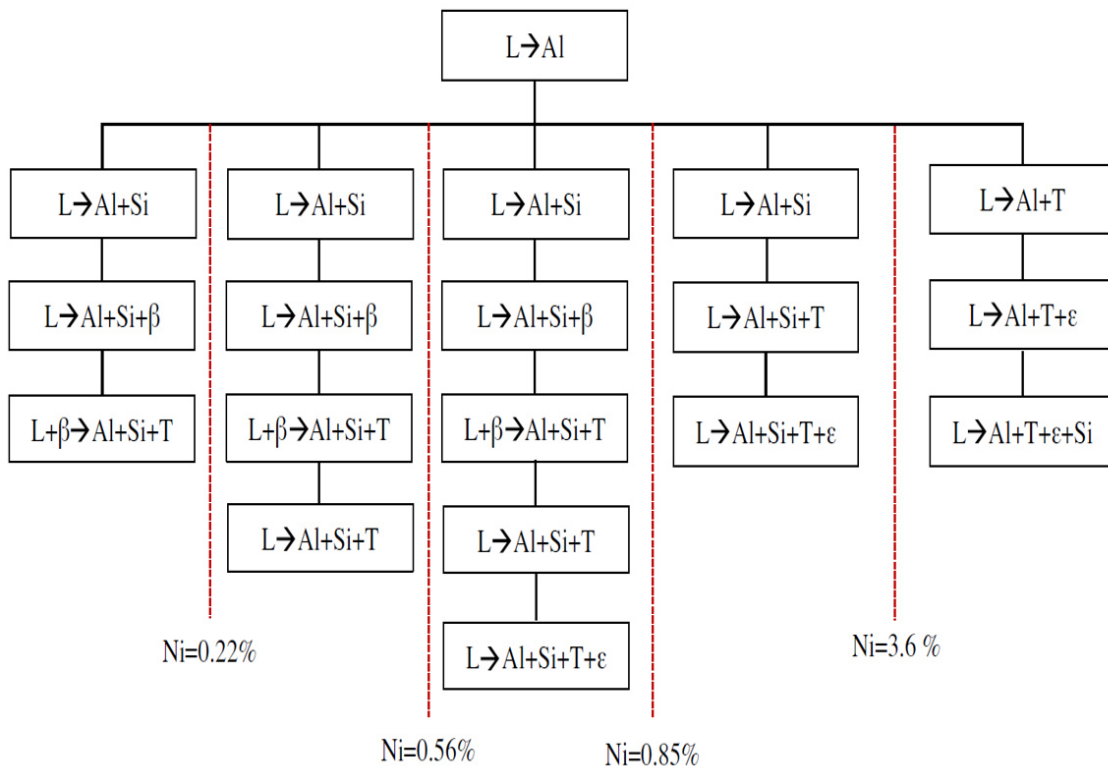 L→Al
L→Al+Si
L→Al+Si
L→Al+Si
L→Al+Si
L→Al+T
L→Al+Si+β
L→Al+Si+β
L→Al+Si+β
L→Al+Si+T
L→Al+T+ε
L+β→Al+Si+T
L+β→Al+Si+T
L+β→Al+Si+T
L→Al+Si+T+ε
L→Al+T+ε+Si
L→Al+Si+T
L→Al+Si+T
L→Al+Si+T+ε
Ni=0.22%
Ni=3.6 %
Ni=0.56%
Ni=0.85%